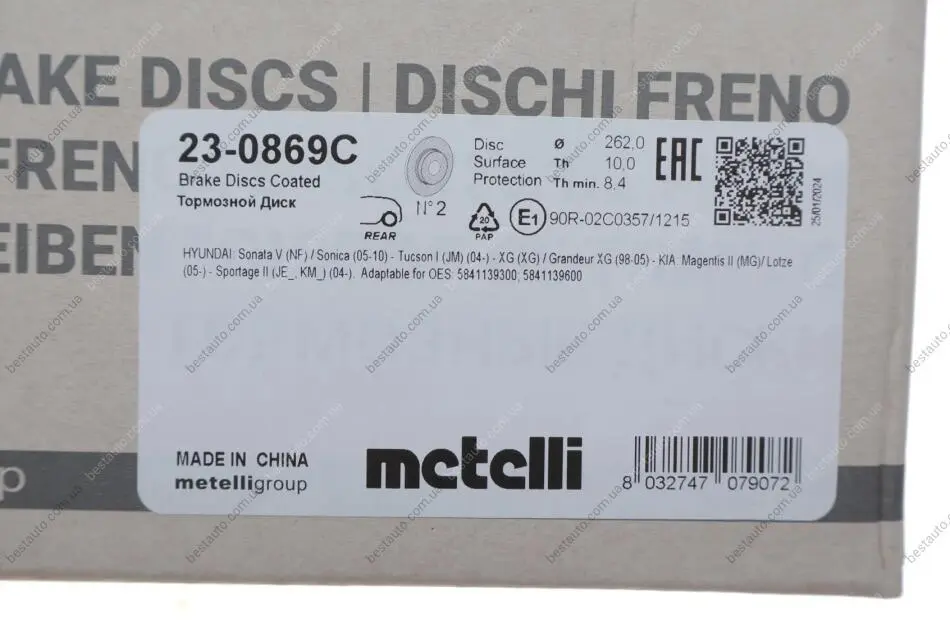 AKE DISCS | DISCHI FRENO
FREN
EIBEN
23-0869C
Brake Discs Coated
Тормозной Диск
REAR
N°2
Disc
Surface
Protection
ø 262,0
Th 10,0
Th min. 8,4
EAC
25/01/2024
20
PAP
E1 90R-02C0357/1215
HYUNDAI: Sonata V (NF) / Sonica (05-10) - Tucson I (JM) (04-) - XG (XG) / Grandeur XG (98-05) - KIA: Magentis II (MG)/ Lotze
(05-) - Sportage II (JE_, KM_) (04-). Adaptable for OES: 5841139300; 5841139600
MADE IN CHINA
metelligroup
metelli
8 032747 079072
p
bestauto.com.ua